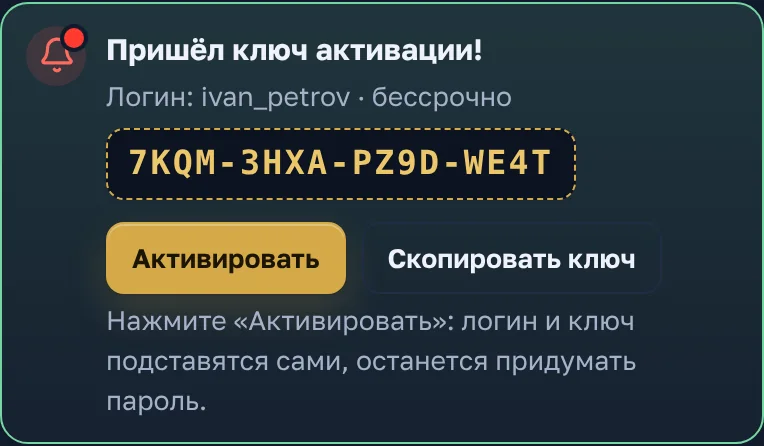 Пришёл ключ активации!
Логин: ivan_petrov · бессрочно
7KQM-3HXA-PZ9D-WE4T
Активировать
Скопировать ключ
Нажмите «Активировать»: логин и ключ
подставятся сами, останется придумать
пароль.